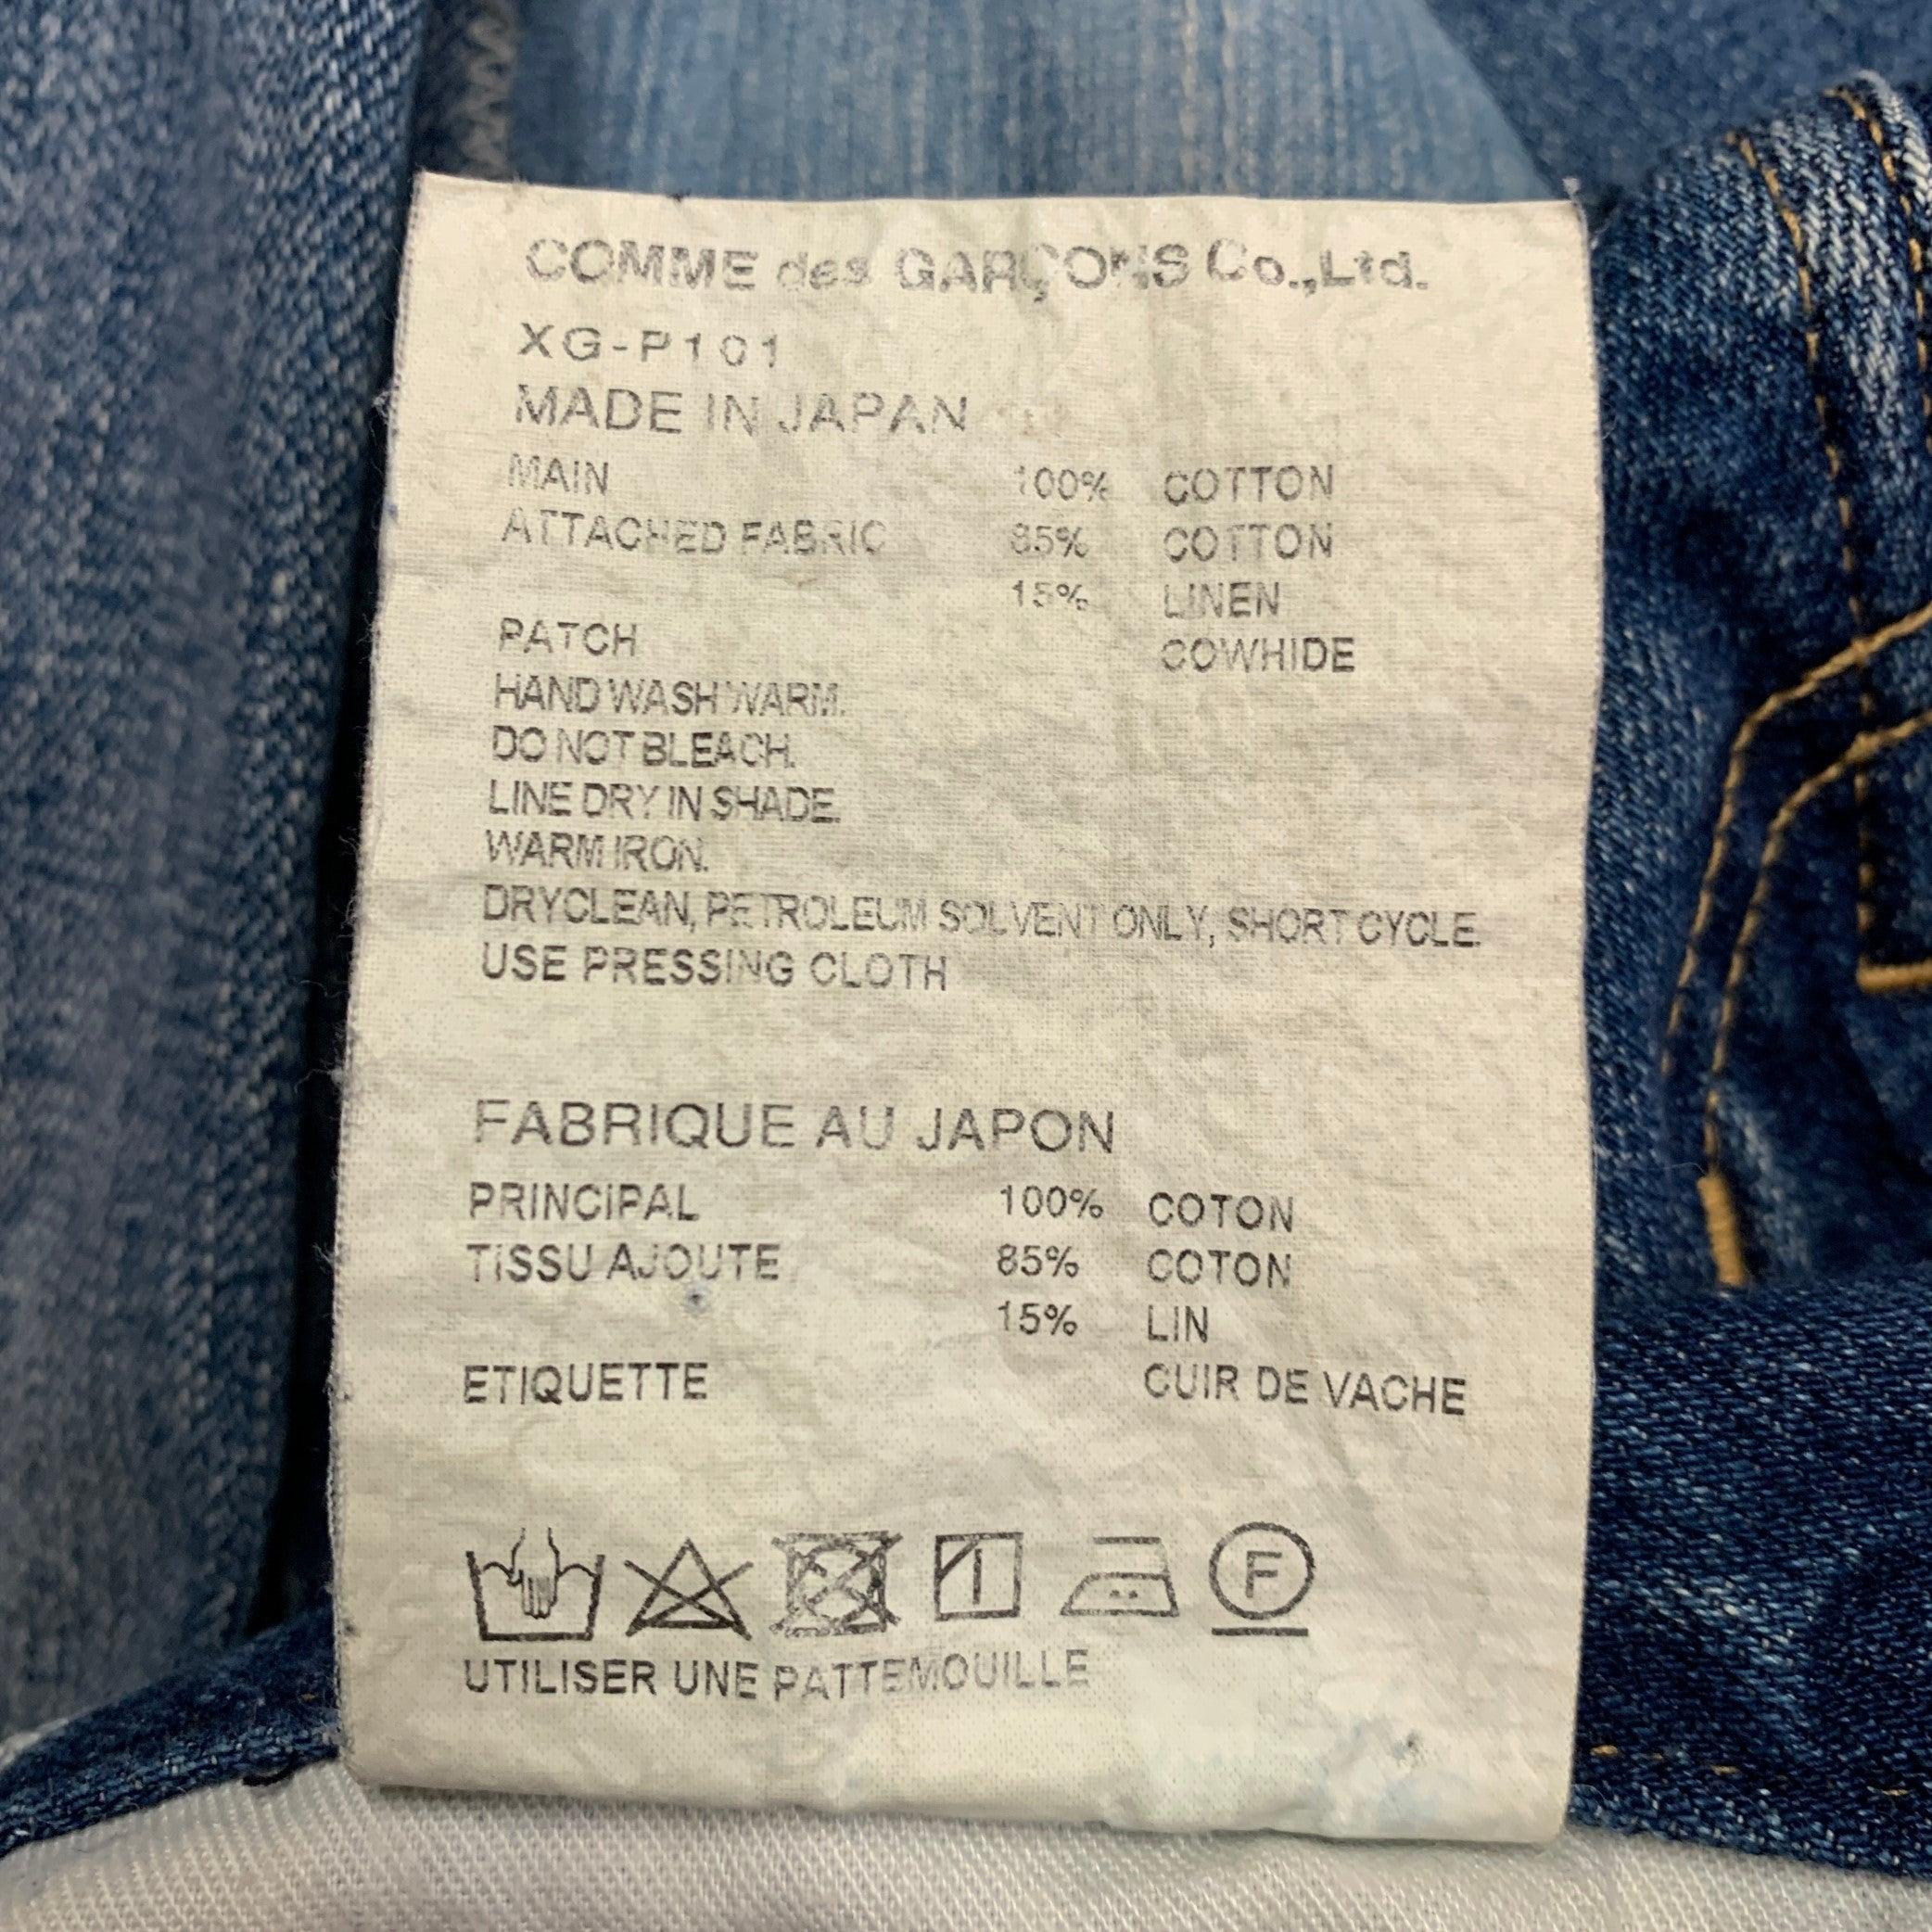 COMME des GARÇONS Co.,Ltd.
XG-P101
MADE IN JAPAN
MAIN 100% COTTON
ATTACHED FABRIC 85% COTTON
15% LINEN
PATCH COWHIDE
HAND WASH WARM.
DO NOT BLEACH.
LINE DRY IN SHADE.
WARM IRON.
DRYCLEAN, PETROLEUM SOLVENT ONLY, SHORT CYCLE.
USE PRESSING CLOTH
FABRIQUE AU JAPON
PRINCIPAL 100% COTON
TISSU AJOUTE 85% COTON
15% LIN
ETIQUETTE CUIR DE VACHE
F
UTILISER UNE PATTEMOUILLE